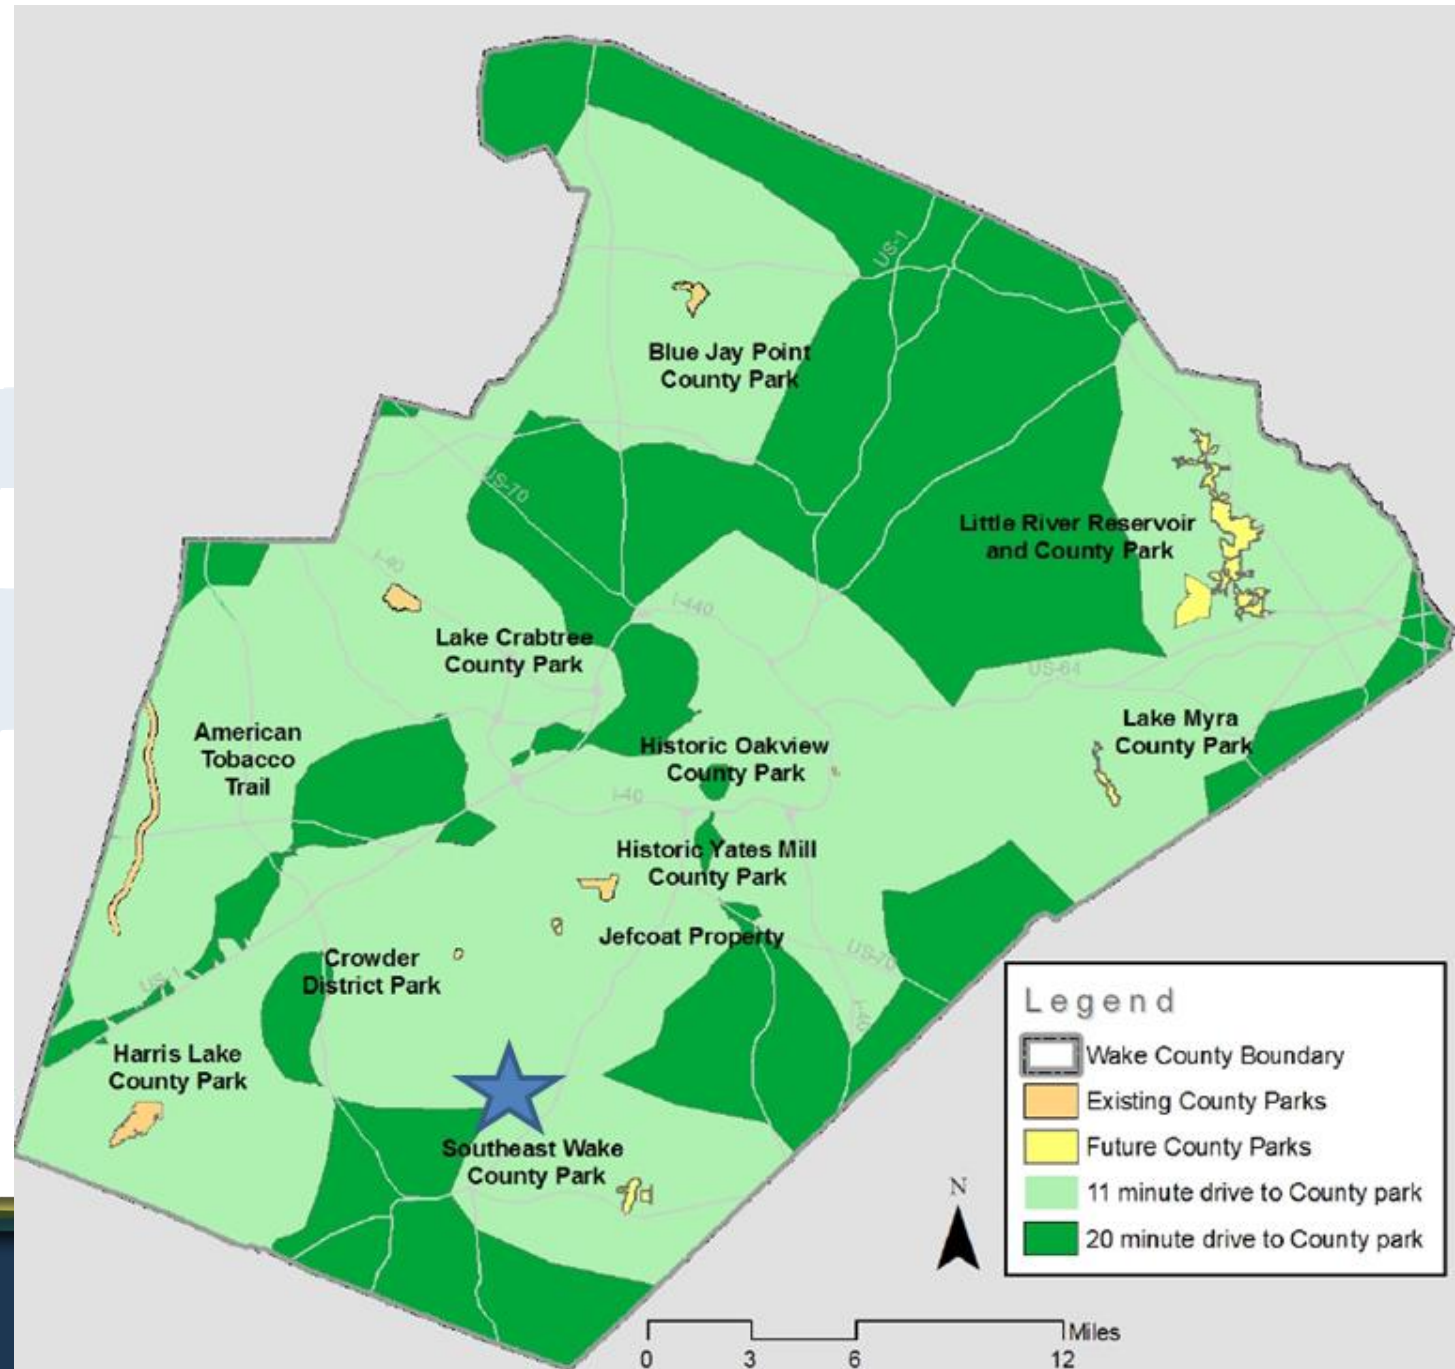 US-1
Blue Jay Point
County Park
US-70
Little River Reservoir
and County Park
I-40
I-440
Lake Crabtree
County Park
US-64
American
Tobacco
Trail
Lake Myra
County Park
Historic Oakview
County Park
I-40
Historic Yates Mill
County Park
Jefcoat Property
US-70
Crowder
District Park
US-1
I-40
Harris Lake
County Park
Southeast Wake
County Park
Legend
Wake County Boundary
Existing County Parks
Future County Parks
11 minute drive to County park
20 minute drive to County park
N
Miles
0 3 6 12